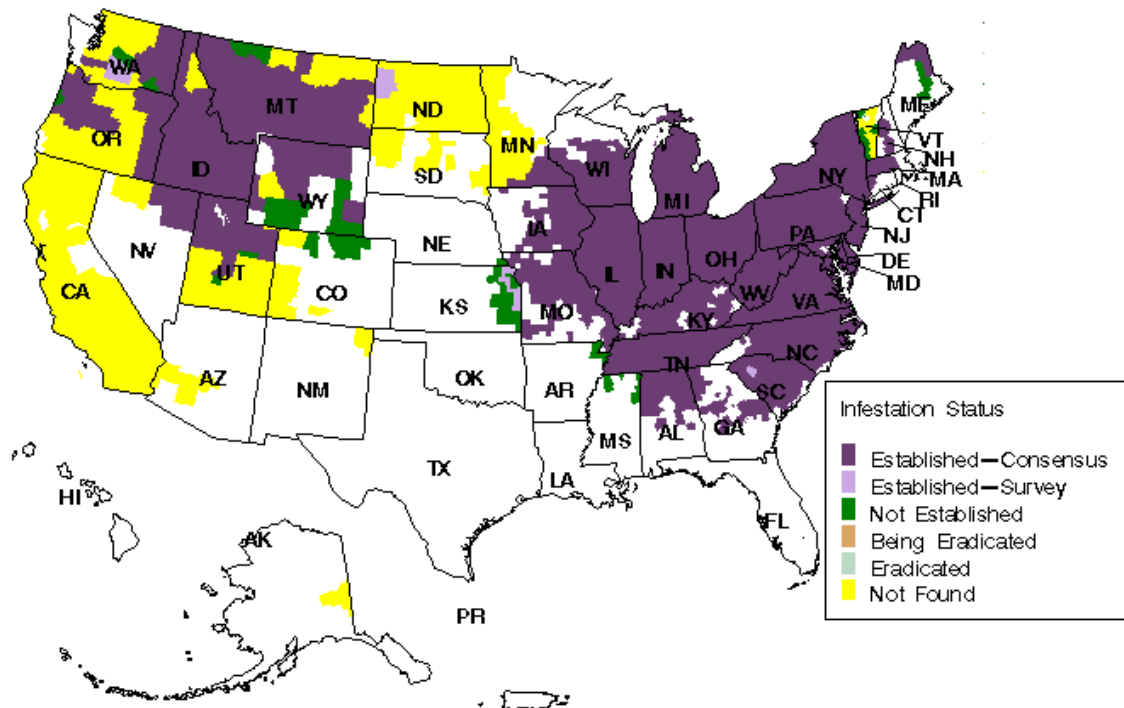 WA
MT
ND
MN
ME
OR
ID
WY
SD
WI
MI
NY
VT
NH
MA
RI
CT
NJ
DE
MD
NV
UT
CO
NE
IA
IL
IN
OH
PA
WV
VA
CA
KS
MO
KY
AZ
NM
OK
AR
TN
NC
SC
TX
LA
MS
AL
GA
FL
HI
AK
PR
Infestation Status
Established–Consensus
Established–Survey
Not Established
Being Eradicated
Eradicated
Not Found